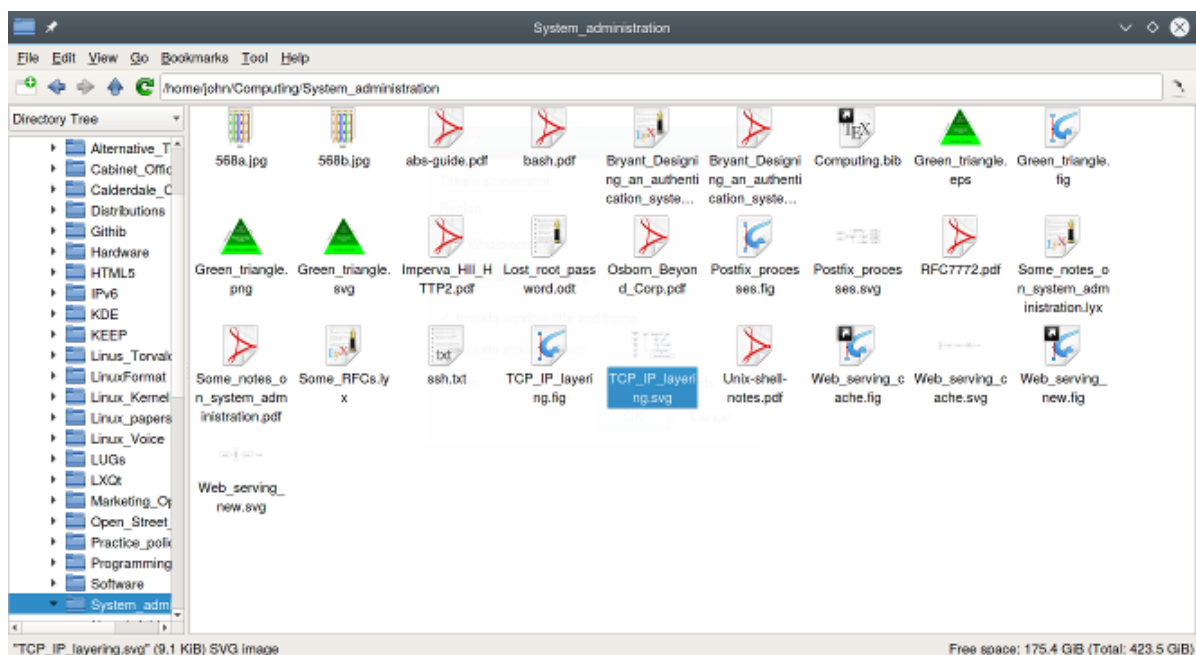 System_administration
File Edit View Go Bookmarks Tool Help
/home/john/Computing/System_administration
Directory Tree
Alternative_T
Cabinet_Offic
Calderdale_C
Distributions
Githib
Hardware
HTML5
IPv6
KDE
KEEP
Linus_Torvalc
LinuxFormat
Linux_Kernel
Linux_papers
Linux_Voice
LUGs
LXQt
Marketing_Op
Open_Street_
Practice_polic
Programming
Software
System_adm
568a.jpg 568b.jpg abs-guide.pdf bash.pdf Bryant_Designi Bryant_Designi Computing.bib Green_triangle. Green_triangle.
ng_an_authenti ng_an_authenti eps fig
cation_syste... cation_syste...
Green_triangle. Green_triangle. Imperva_HII_H Lost_root_pass Osborn_Beyon Postfix_proces Postfix_proces RFC7772.pdf Some_notes_o
png svg TTP2.pdf word.odt d_Corp.pdf ses.fig ses.svg n_system_adm
inistration.lyx
Some_notes_o Some_RFCs.ly ssh.txt TCP_IP_layeri TCP_IP_layeri Unix-shell- Web_serving_c Web_serving_c Web_serving_
n_system_adm x ng.fig ng.svg notes.pdf ache.fig ache.svg new.fig
inistration.pdf
Web_serving_
new.svg
"TCP_IP_layering.svg" (9.1 KiB) SVG image Free space: 175.4 GiB (Total: 423.5 GiB)